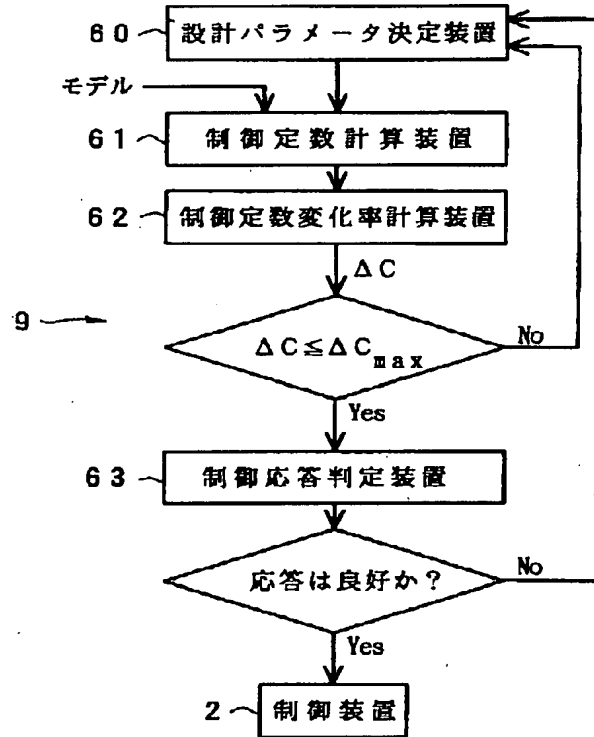 60 設計パラメータ決定装置
モデル
61 制御定数計算装置
62 制御定数変化率計算装置
ΔC
9
ΔC≦ΔCmax
No
Yes
63 制御応答判定装置
応答は良好か？
No
Yes
2 制御装置